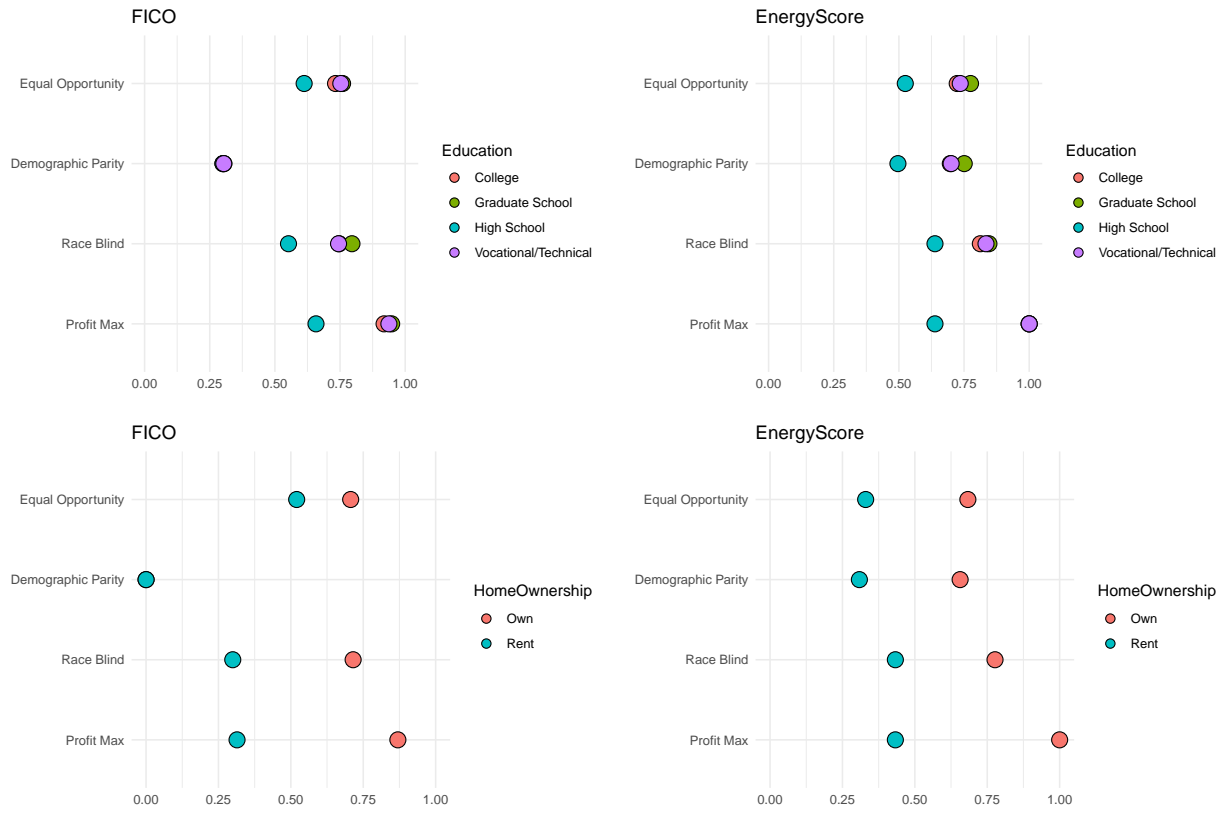 FICO
Equal Opportunity
Demographic Parity
Race Blind
Profit Max
0.00 0.25 0.50 0.75 1.00
Education
College
Graduate School
High School
Vocational/Technical
EnergyScore
Equal Opportunity
Demographic Parity
Race Blind
Profit Max
0.00 0.25 0.50 0.75 1.00
Education
College
Graduate School
High School
Vocational/Technical
FICO
Equal Opportunity
Demographic Parity
Race Blind
Profit Max
0.00 0.25 0.50 0.75 1.00
HomeOwnership
Own
Rent
EnergyScore
Equal Opportunity
Demographic Parity
Race Blind
Profit Max
0.00 0.25 0.50 0.75 1.00
HomeOwnership
Own
Rent